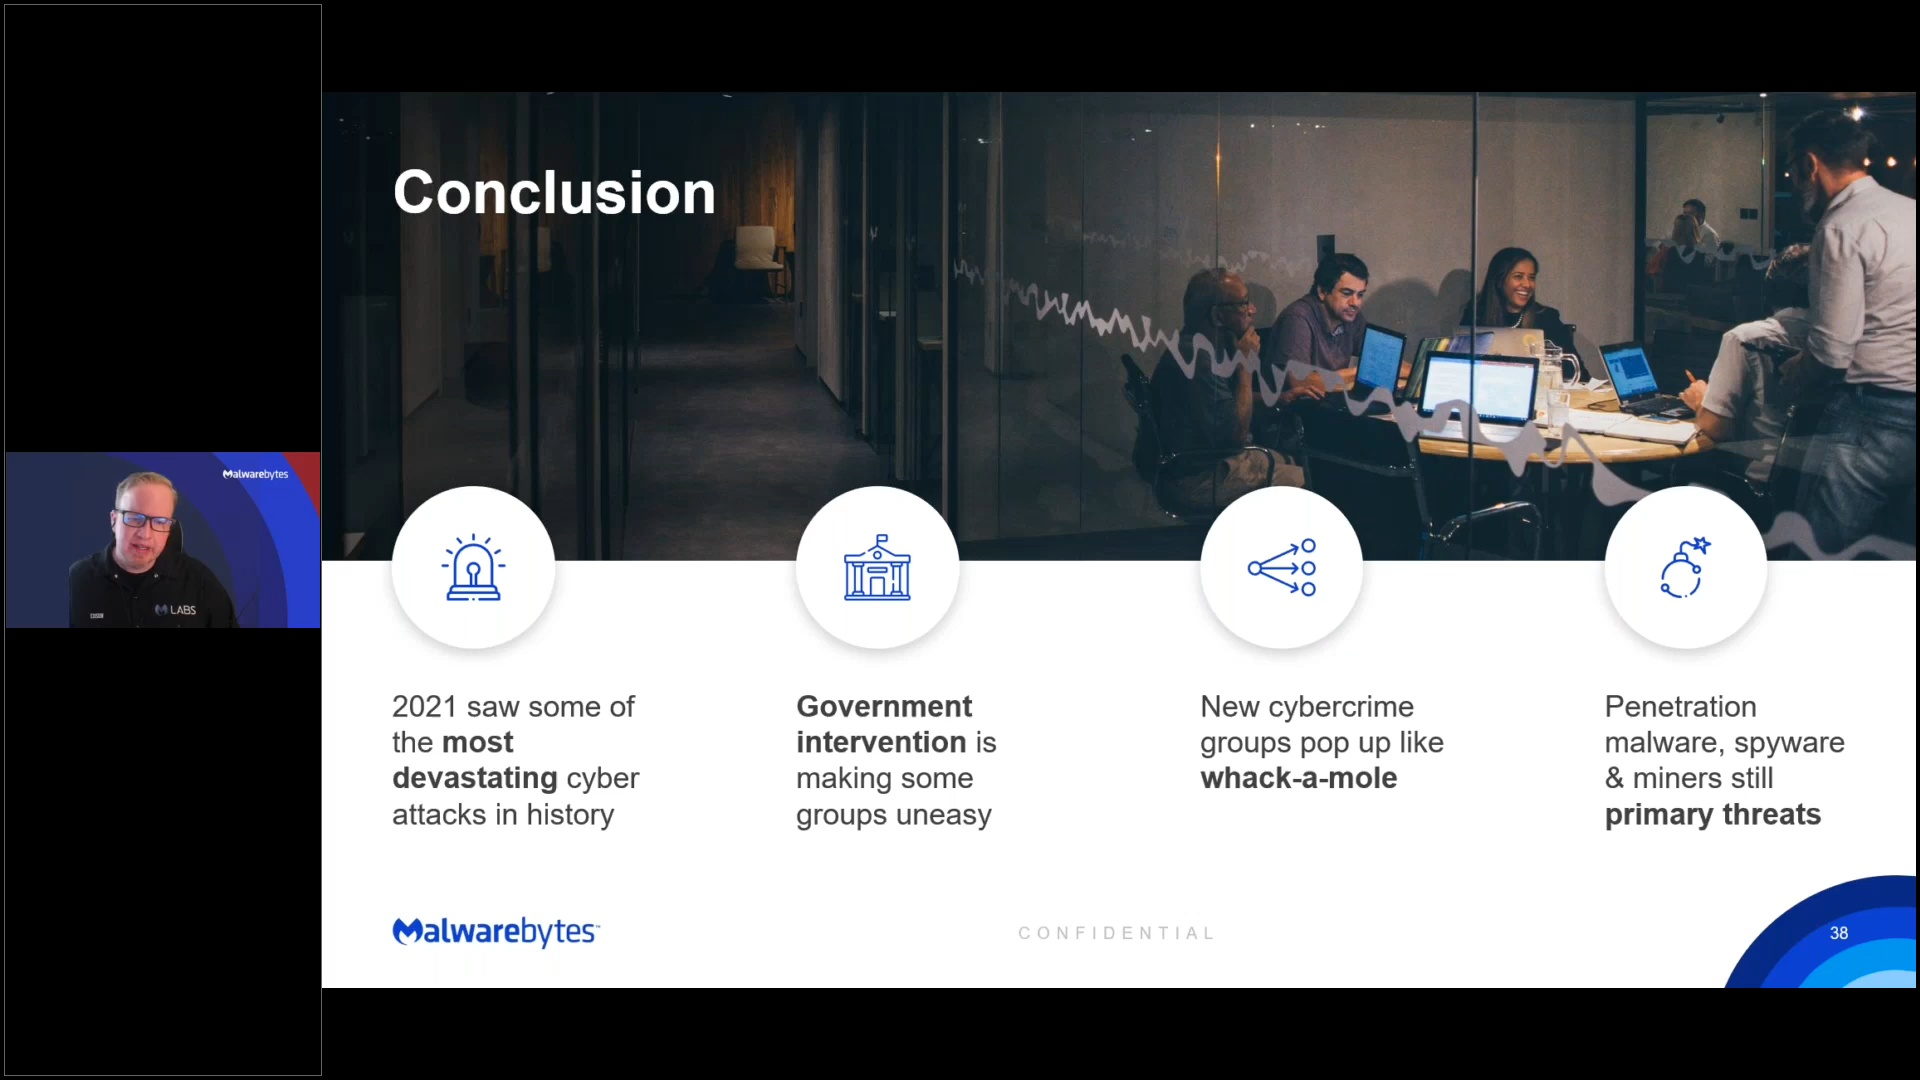 Conclusion
Malwarebytes
LABS
2021 saw some of
the most
devastating cyber
attacks in history
Government
intervention is
making some
groups uneasy
New cybercrime
groups pop up like
whack-a-mole
Penetration
malware, spyware
& miners still
primary threats
Malwarebytes
CONFIDENTIAL
38